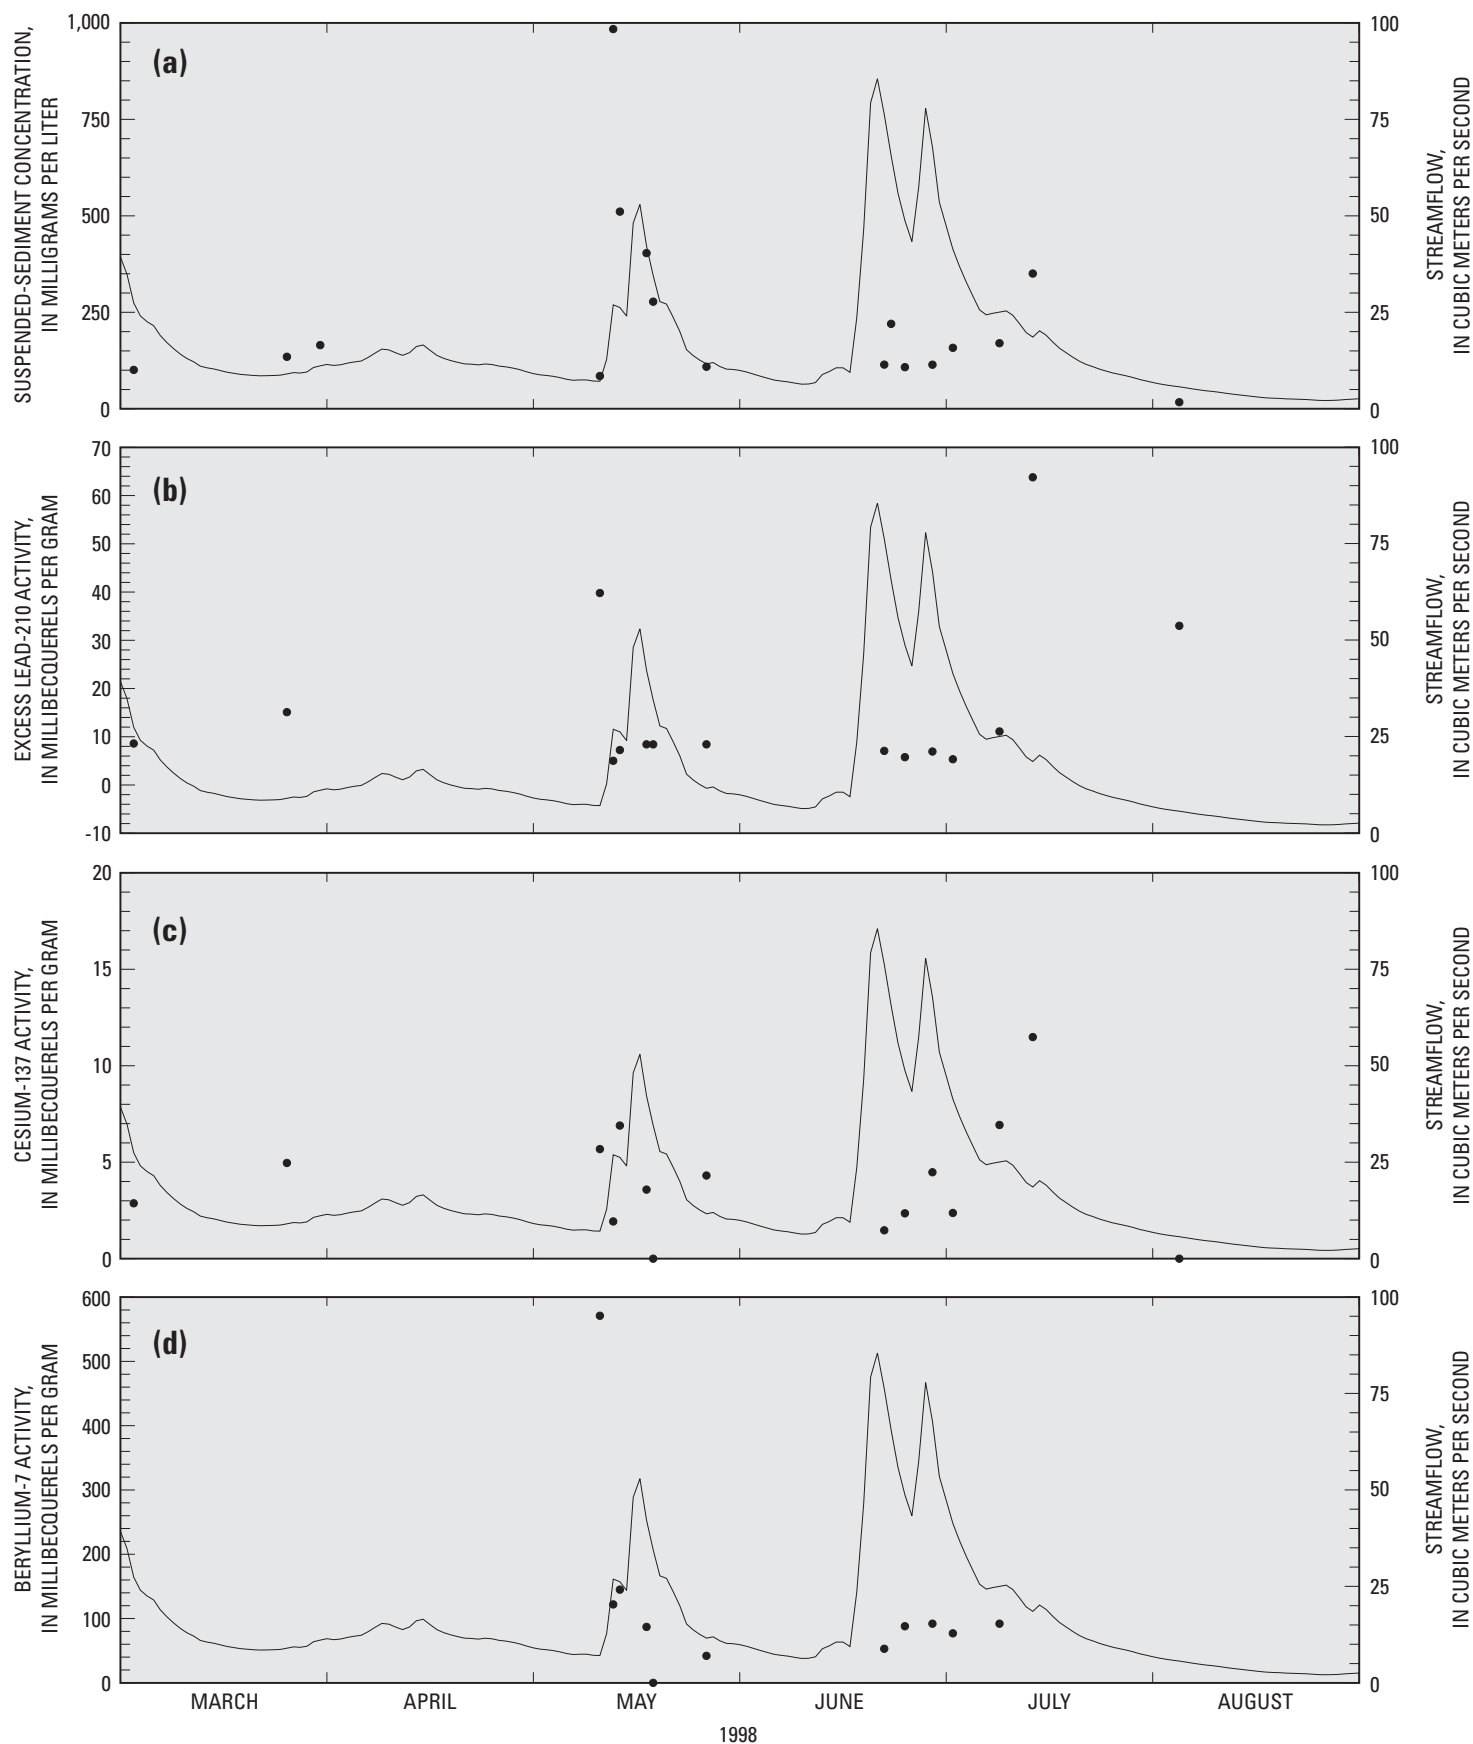 SUSPENDED-SEDIMENT CONCENTRATION,
IN MILLIGRAMS PER LITER
1,000
750
500
250
0
(a)
100
75
50
25
0
STREAMFLOW,
IN CUBIC METERS PER SECOND
EXCESS LEAD-210 ACTIVITY,
IN MILLIBECQUERELS PER GRAM
70
60
50
40
30
20
10
0
-10
(b)
100
75
50
25
0
STREAMFLOW,
IN CUBIC METERS PER SECOND
CESIUM-137 ACTIVITY,
IN MILLIBECQUERELS PER GRAM
20
15
10
5
0
(c)
100
75
50
25
0
STREAMFLOW,
IN CUBIC METERS PER SECOND
BERYLLIUM-7 ACTIVITY,
IN MILLIBECQUERELS PER GRAM
600
500
400
300
200
100
0
(d)
100
75
50
25
0
STREAMFLOW,
IN CUBIC METERS PER SECOND
MARCH APRIL MAY JUNE JULY AUGUST
1998